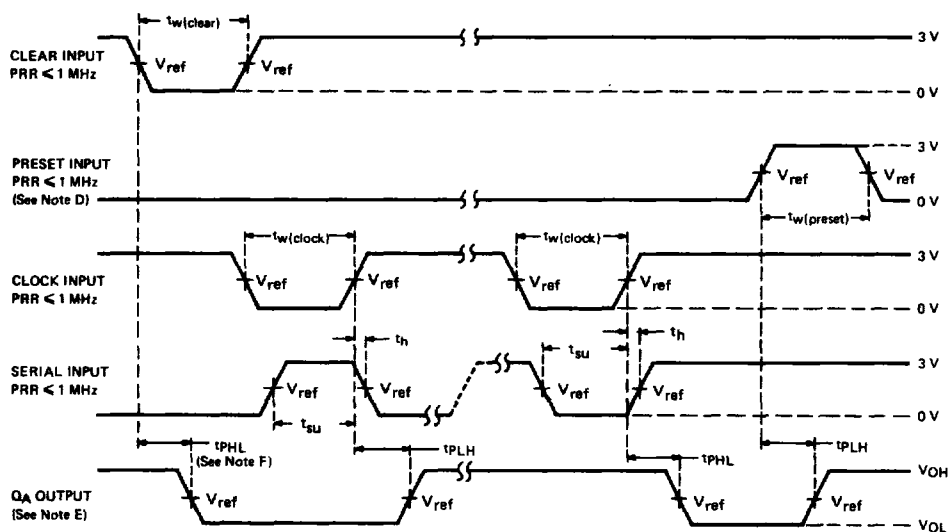 tw(clear)
CLEAR INPUT
PRR ≤ 1 MHz
Vref
Vref
3 V
0 V
PRESET INPUT
PRR ≤ 1 MHz
(See Note D)
Vref
Vref
3 V
0 V
tw(preset)
tw(clock)
tw(clock)
CLOCK INPUT
PRR ≤ 1 MHz
Vref
Vref
Vref
Vref
3 V
0 V
th
tsu
th
SERIAL INPUT
PRR ≤ 1 MHz
Vref
Vref
Vref
Vref
3 V
0 V
tsu
tPHL
(See Note F)
tPLH
tPHL
tPLH
QA OUTPUT
(See Note E)
Vref
Vref
Vref
Vref
VOH
VOL